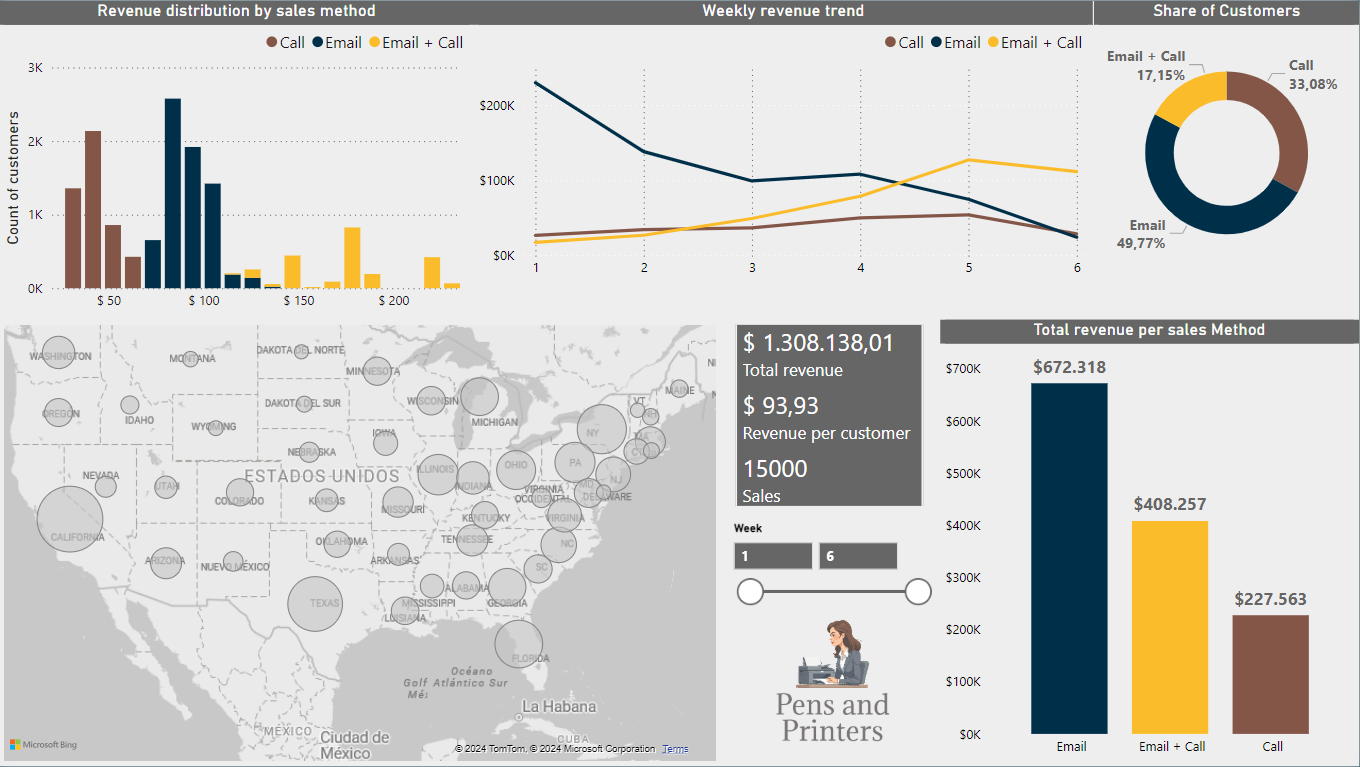 Revenue distribution by sales method
Call Email Email + Call
Count of customers
3K
2K
1K
0K
$ 50 $ 100 $ 150 $ 200
Weekly revenue trend
Call Email Email + Call
$200K
$100K
$0K
1 2 3 4 5 6
Share of Customers
Email + Call
17,15%
Call
33,08%
Email
49,77%
WASHINGTON
MONTANA
DAKOTA DEL NORTE
MINNESOTA
MAINE
OREGON
IDAHO
DAKOTA DEL SUR
WISCONSIN
MICHIGAN
VT
NH
WYOMING
IOWA
NY
MA
NEBRASKA
NEVADA
UTAH
ESTADOS UNIDOS
ILLINOIS
INDIANA
OHIO
PA
NJ
COLORADO
KANSAS
MISSOURI
VIRGINIA
OCCIDENTAL
MD
DELAWARE
KENTUCKY
VIRGINIA
CALIFORNIA
OKLAHOMA
TENNESSEE
NC
ARIZONA
NUEVO MÉXICO
ARKANSAS
SC
TEXAS
MISSISSIPPI
ALABAMA
GEORGIA
LUISIANA
FLORIDA
Océano
Golf Atlántico Sur
Méx
La Habana
CUBA
MÉXICO
Ciudad de
México
Microsoft Bing
© 2024 TomTom, © 2024 Microsoft Corporation Terms
$ 1.308.138,01
Total revenue
$ 93,93
Revenue per customer
15000
Sales
Week
1 6
Pens and
Printers
Total revenue per sales Method
$700K
$600K
$500K
$400K
$300K
$200K
$100K
$0K
$672.318
$408.257
$227.563
Email Email + Call Call